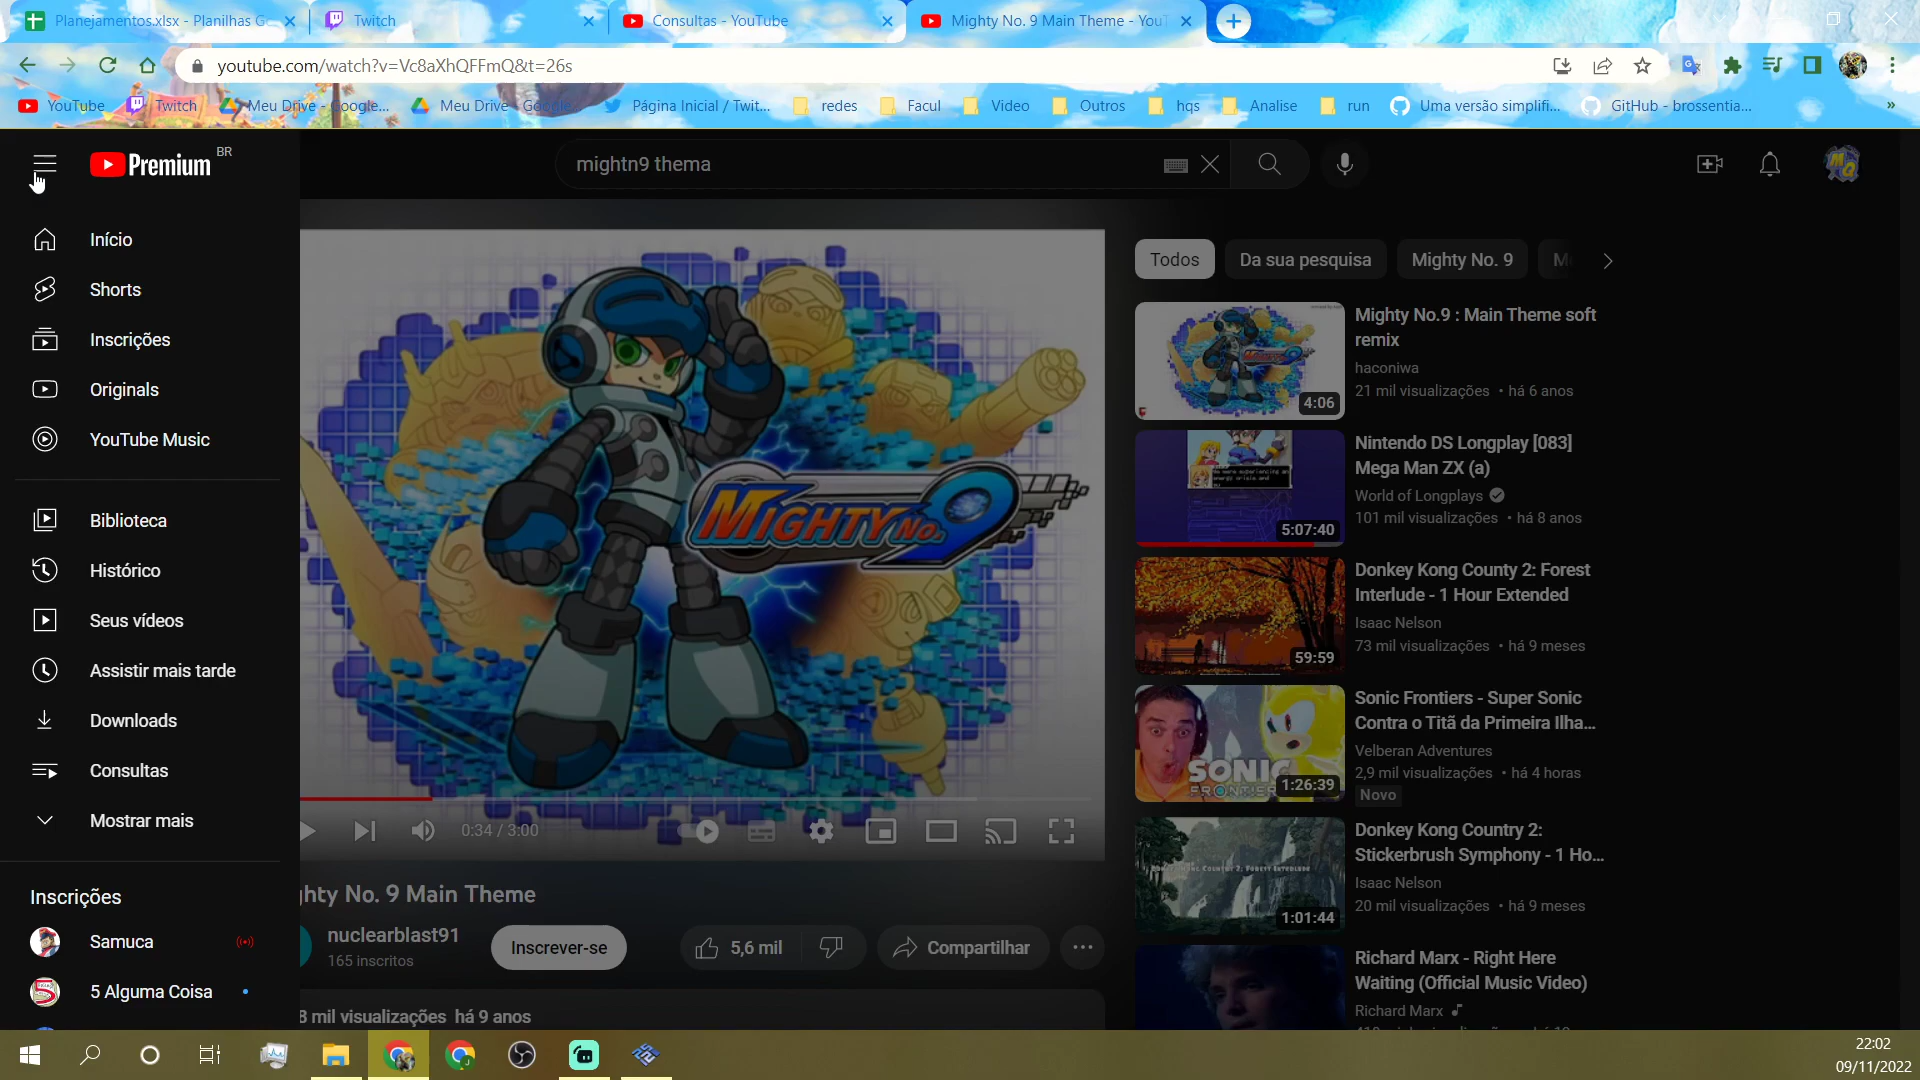 Planejamentos.xlsx - Planilhas G
Twitch
Consultas - YouTube
Mighty No. 9 Main Theme - YouT
youtube.com/watch?v=Vc8aXhQFFmQ&t=26s
YouTube
Twitch
Meu Drive - Google...
Meu Drive - Google...
Página Inicial / Twit...
redes
Facul
Video
Outros
hqs
Analise
run
Uma versão simplifi...
GitHub - brossentia...
»
Premium BR
mightn9 thema
Início
Shorts
Inscrições
Originals
YouTube Music
Biblioteca
Histórico
Seus vídeos
Assistir mais tarde
Downloads
Consultas
Mostrar mais
Inscrições
Samuca
5 Alguma Coisa
MIGHTY No. 9
0:34 / 3:00
hty No. 9 Main Theme
nuclearblast91
165 inscritos
Inscrever-se
5,6 mil
Compartilhar
8 mil visualizações há 9 anos
Todos
Da sua pesquisa
Mighty No. 9
Mighty No.9 : Main Theme soft
remix
haconiwa
21 mil visualizações • há 6 anos
4:06
Nintendo DS Longplay [083]
Mega Man ZX (a)
World of Longplays
101 mil visualizações • há 8 anos
5:07:40
Donkey Kong County 2: Forest
Interlude - 1 Hour Extended
Isaac Nelson
73 mil visualizações • há 9 meses
59:59
Sonic Frontiers - Super Sonic
Contra o Titã da Primeira Ilha...
Velberan Adventures
2,9 mil visualizações • há 4 horas
Novo
SONIC
FRONTIERS
1:26:39
Donkey Kong Country 2:
Stickerbrush Symphony - 1 Ho...
Isaac Nelson
20 mil visualizações • há 9 meses
1:01:44
Richard Marx - Right Here
Waiting (Official Music Video)
Richard Marx
22:02
09/11/2022